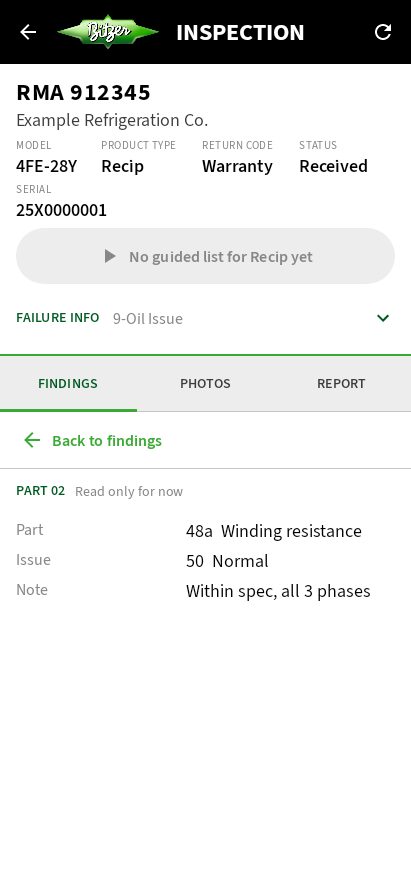 Bitzer INSPECTION
RMA 912345
Example Refrigeration Co.
MODEL PRODUCT TYPE RETURN CODE STATUS
4FE-28Y Recip Warranty Received
SERIAL
25X0000001
No guided list for Recip yet
FAILURE INFO 9-Oil Issue
FINDINGS PHOTOS REPORT
Back to findings
PART 02 Read only for now
Part 48a Winding resistance
Issue 50 Normal
Note Within spec, all 3 phases